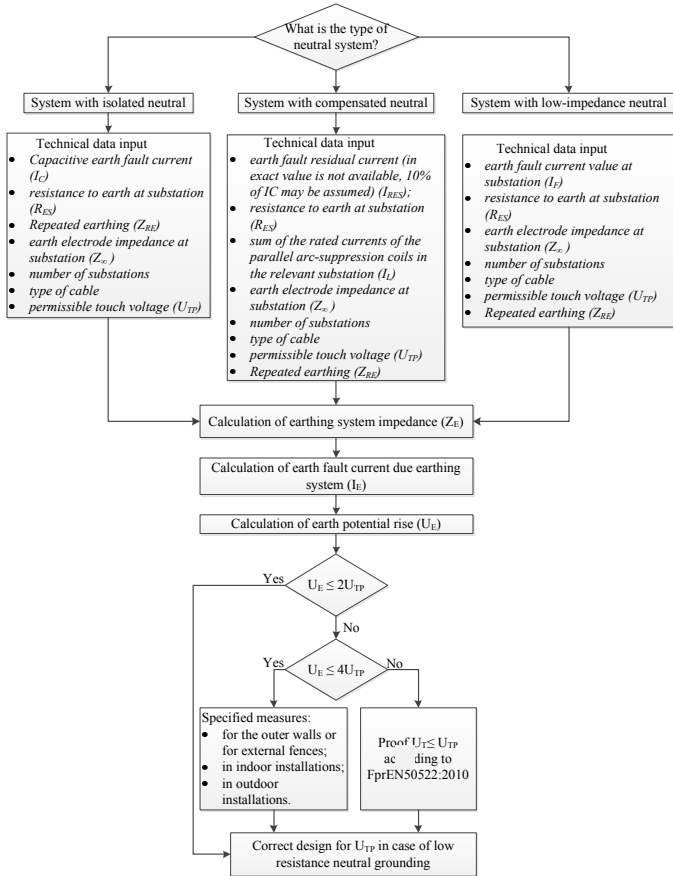 What is the type of
neutral system?
System with isolated neutral
System with compensated neutral
System with low-impedance neutral
Technical data input
• Capacitive earth fault current
(IC)
• resistance to earth at substation
(RES)
• Repeated earthing (ZRE)
• earth electrode impedance at
substation (Z∞ )
• number of substations
• type of cable
• permissible touch voltage (UTP)
Technical data input
• earth fault residual current (in
exact value is not available, 10%
of IC may be assumed) (IRES);
• resistance to earth at substation
(RES)
• sum of the rated currents of the
parallel arc-suppression coils in
the relevant substation (IL)
• earth electrode impedance at
substation (Z∞ )
• number of substations
• type of cable
• permissible touch voltage (UTP)
• Repeated earthing (ZRE)
Technical data input
• earth fault current value at
substation (IF)
• resistance to earth at substation
(RES)
• earth electrode impedance at
substation (Z∞ )
• number of substations
• type of cable
• permissible touch voltage (UTP)
• Repeated earthing (ZRE)
Calculation of earthing system impedance (ZE)
Calculation of earth fault current due earthing
system (IE)
Calculation of earth potential rise (UE)
Yes
UE ≤ 2UTP
No
Yes
UE ≤ 4UTP
No
Specified measures:
• for the outer walls or
for external fences;
• in indoor installations;
• in outdoor
installations.
Proof UT≤ UTP
to
FprEN50522:2010
Correct design for UTP in case of low
resistance neutral grounding